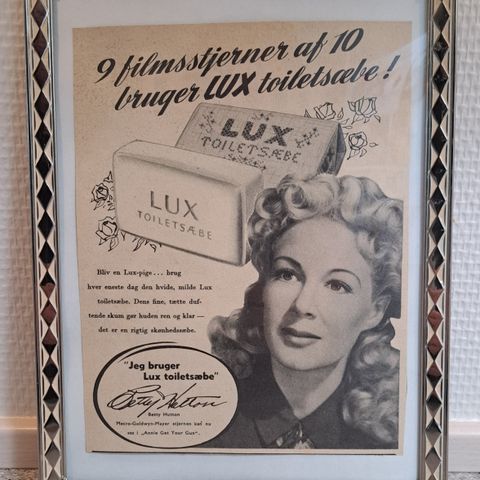 9 filmsstjerner af 10
bruger LUX toiletsæbe!
LUX
TOILETSÆBE
LUX
TOILETSÆBE
Bliv en Lux-pige... brug
hver eneste dag den hvide, milde Lux
toiletsæbe. Dens fine, tætte duf-
tende skum gør huden ren og klar —
det er en rigtig skønhedssæbe.
"Jeg bruger
Lux toiletsæbe"
Betty Hutton
Betty Hutton
Metro-Goldwyn-Mayer stjernen kan nu
ses i „Annie Get Your Gun".